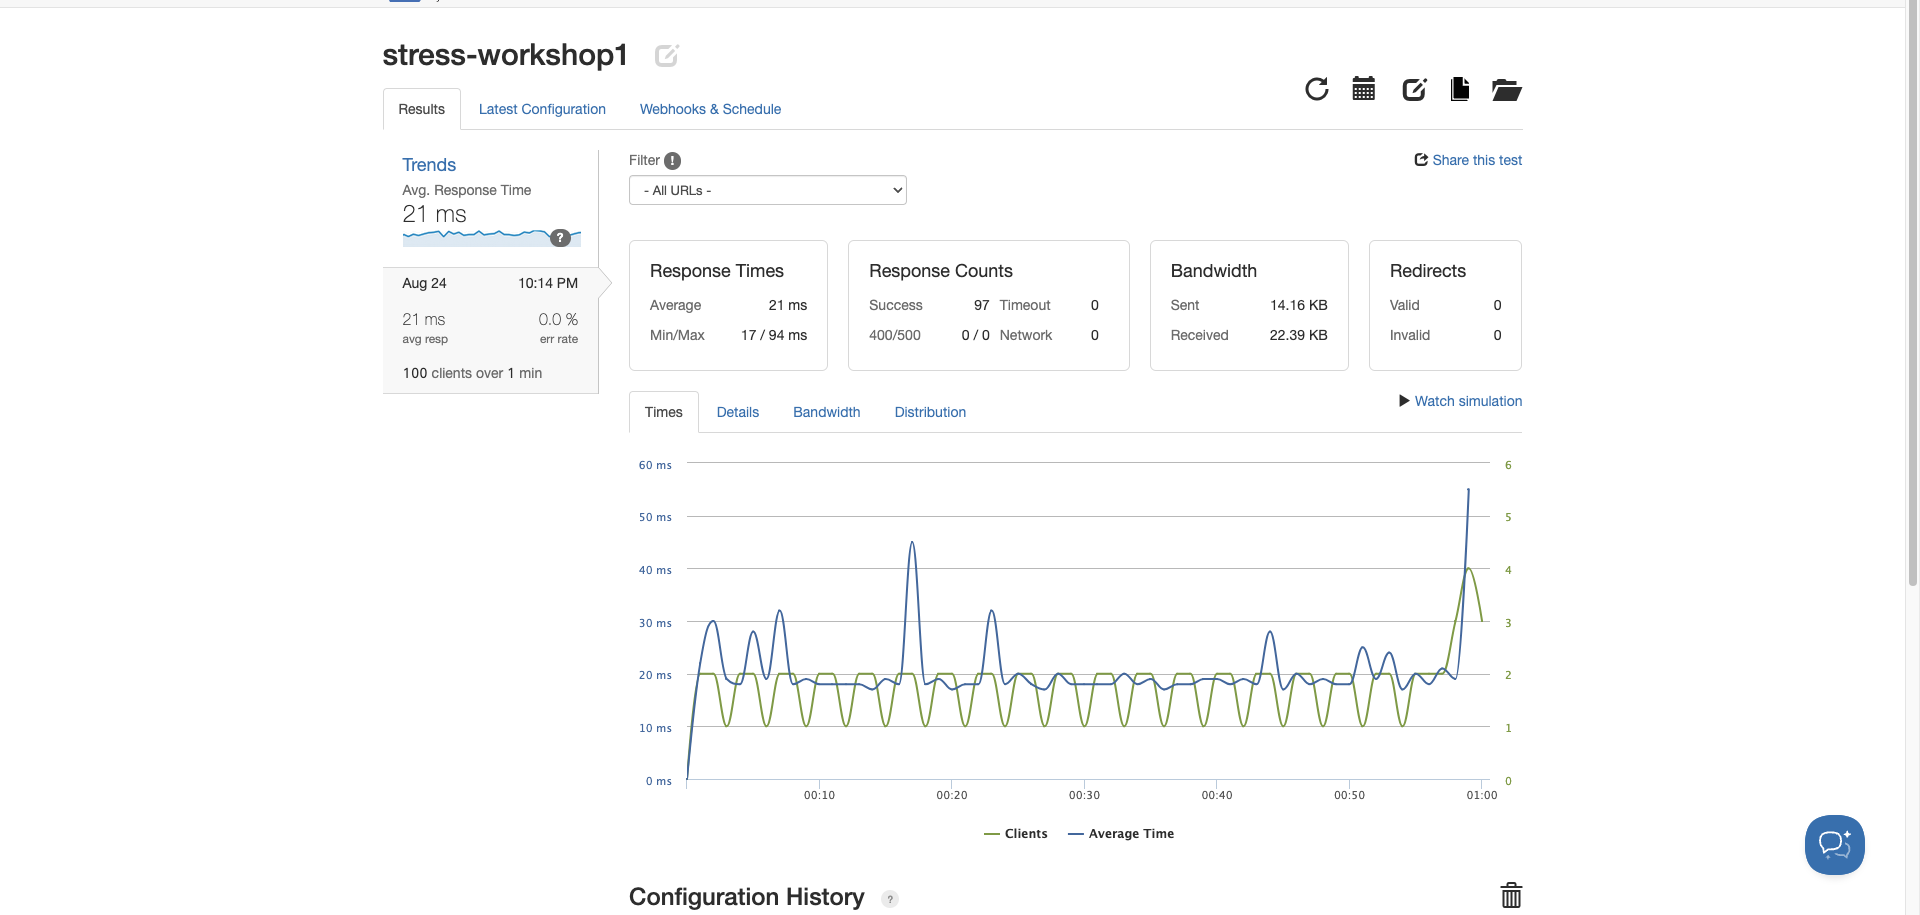 stress-workshop1
Results
Latest Configuration
Webhooks & Schedule
Trends
Avg. Response Time
21 ms
?
Aug 24
10:14 PM
21 ms
0.0 %
avg resp
err rate
100 clients over 1 min
Filter !
Share this test
- All URLs -
Response Times
Average 21 ms
Min/Max 17 / 94 ms
Response Counts
Success 97 Timeout 0
400/500 0 / 0 Network 0
Bandwidth
Sent 14.16 KB
Received 22.39 KB
Redirects
Valid 0
Invalid 0
Times
Details
Bandwidth
Distribution
Watch simulation
60 ms
50 ms
40 ms
30 ms
20 ms
10 ms
0 ms
6
5
4
3
2
1
0
00:10
00:20
00:30
00:40
00:50
01:00
Clients
Average Time
Configuration History ?